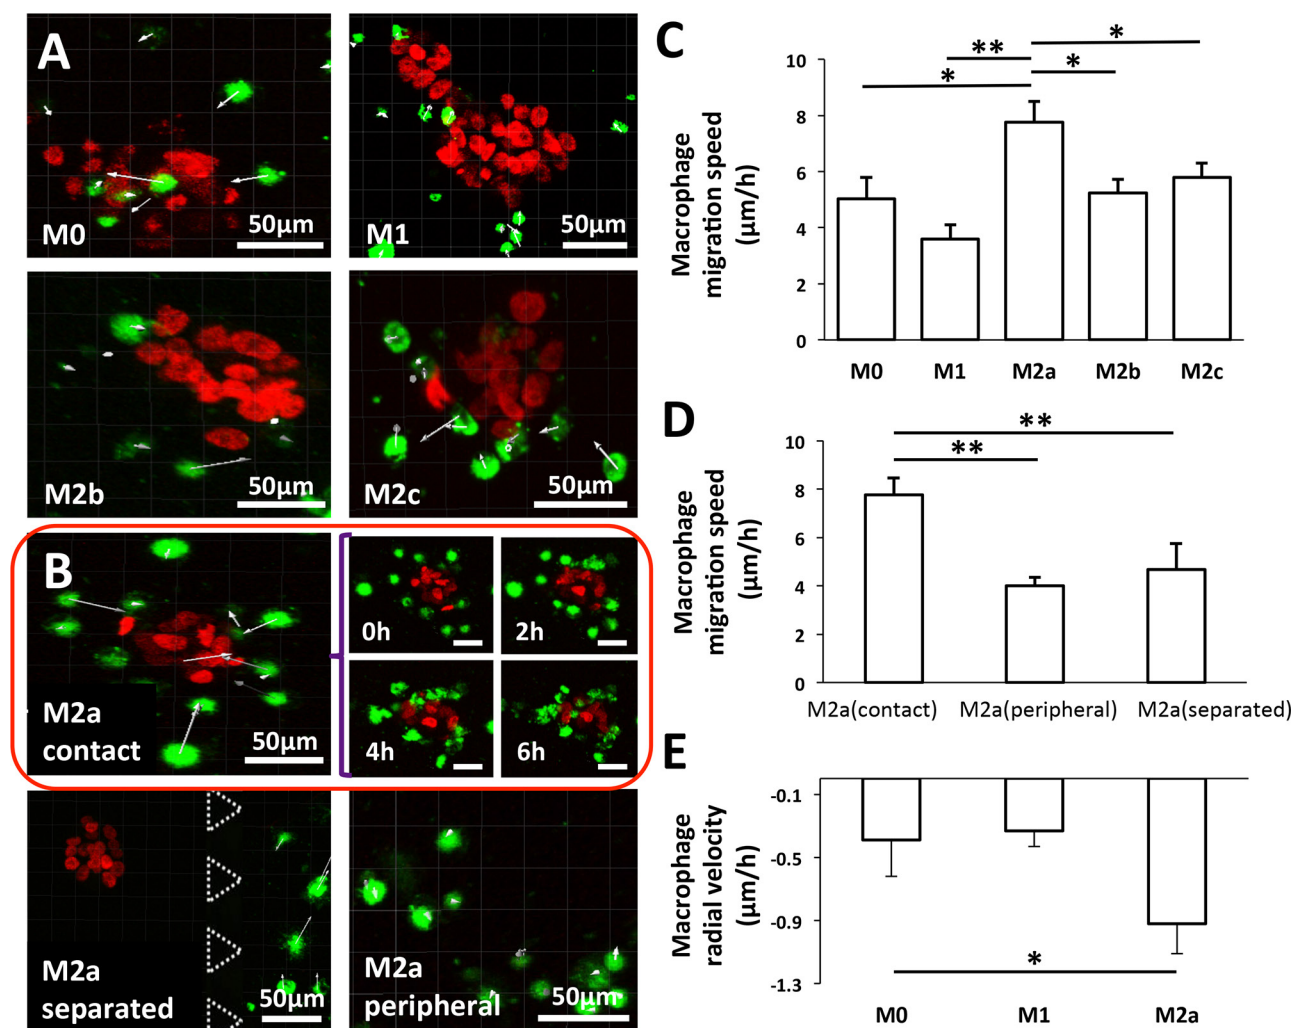 A
M0
50µm
M1
50µm
M2b
50µm
M2c
50µm
B
M2a
contact
50µm
0h
2h
4h
6h
M2a
separated
50µm
M2a
peripheral
50µm
C
Macrophage
migration speed
(µm/h)
10
8
6
4
2
0
*
**
*
*
M0 M1 M2a M2b M2c
D
Macrophage
migration speed
(µm/h)
10
8
6
4
2
0
**
**
M2a(contact) M2a(peripheral) M2a(separated)
E
Macrophage
radial velocity
(µm/h)
-0.1
-0.5
-0.9
-1.3
*
M0 M1 M2a